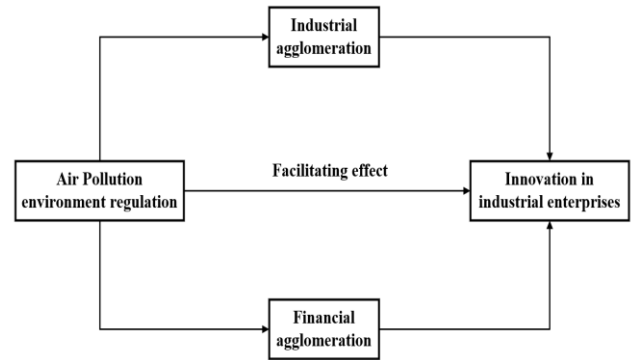 Industrial
agglomeration
Air Pollution
environment regulation
Facilitating effect
Innovation in
industrial enterprises
Financial
agglomeration